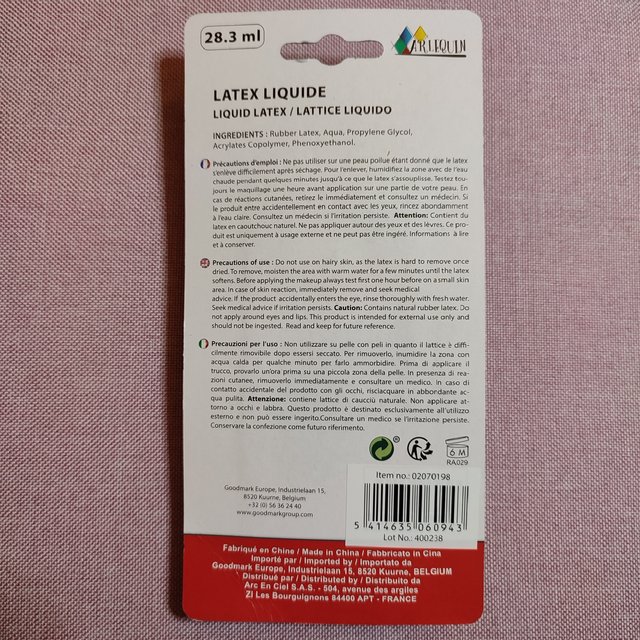 28.3 ml
ARLEQUIN
LATEX LIQUIDE
LIQUID LATEX / LATTICE LIQUIDO
INGREDIENTS : Rubber Latex, Aqua, Propylene Glycol,
Acrylates Copolymer, Phenoxyethanol.
Précautions d'emploi : Ne pas utiliser sur une peau poilue étant donné que le latex
s'enlève difficilement après séchage. Pour l'enlever, humidifiez la zone avec de l'eau
chaude pendant quelques minutes jusqu'à ce que le latex s'assouplisse. Testez tou-
jours le maquillage une heure avant application sur une partie de votre peau. En
cas de réactions cutanées, retirez le immédiatement et consultez un médecin. Si
le produit entre accidentellement en contact avec les yeux, rincez abondamment
à l'eau claire. Consultez un médecin si l'irritation persiste. Attention: Contient du
latex en caoutchouc naturel. Ne pas appliquer autour des yeux et des lèvres. Ce pro-
duit est uniquement à usage externe et ne peut pas être ingéré. Informations à lire
et à conserver.
Precautions of use : Do not use on hairy skin, as the latex is hard to remove once
dried. To remove, moisten the area with warm water for a few minutes until the latex
softens. Before applying the makeup always test first one hour before on a small skin
area. In case of skin reaction, immediately remove and seek medical
advice. If the product accidentally enters the eye, rinse thoroughly with fresh water.
Seek medical advice if irritation persists. Caution: Contains natural rubber latex. Do
not apply around eyes and lips. This product is intended for external use only and
should not be ingested. Read and keep for future reference.
Precauzioni per l'uso : Non utilizzare su pelle con peli in quanto il lattice è diffi-
cilmente rimovibile dopo essersi seccato. Per rimuoverlo, inumidire la zona con
acqua calda per qualche minuto per farlo ammorbidire. Prima di applicare il
trucco, provarlo un'ora prima su una piccola zona della pelle. In presenza di rea-
zioni cutanee, rimuoverlo immediatamente e consultare un medico. In caso di
contatto accidentale del prodotto con gli occhi, risciacquare in abbondante ac-
qua pulita. Attenzione: contiene lattice di caucciù naturale. Non applicare at-
torno a occhi e labbra. Questo prodotto è destinato esclusivamente all'utilizzo
esterno e non può essere ingerito.Consultare un medico se l'irritazione persiste.
Conservare la confezione come futuro riferimento.
6 M
RA029
Goodmark Europe, Industrielaan 15,
8520 Kuurne, Belgium
+32 (0) 56 36 24 40
www.goodmarkgroup.com
Item no.: 02070198
5 414635 060943
Lot No.: 400238
Fabriqué en Chine / Made in China / Fabbricato in Cina
Importé par / Imported by / Importato da
Goodmark Europe, Industrielaan 15, 8520 Kuurne, BELGIUM
Distribué par / Distributed by / Distribuito da
Arc En Ciel S.A.S. - 504, avenue des argiles
ZI Les Bourguignons 84400 APT - FRANCE